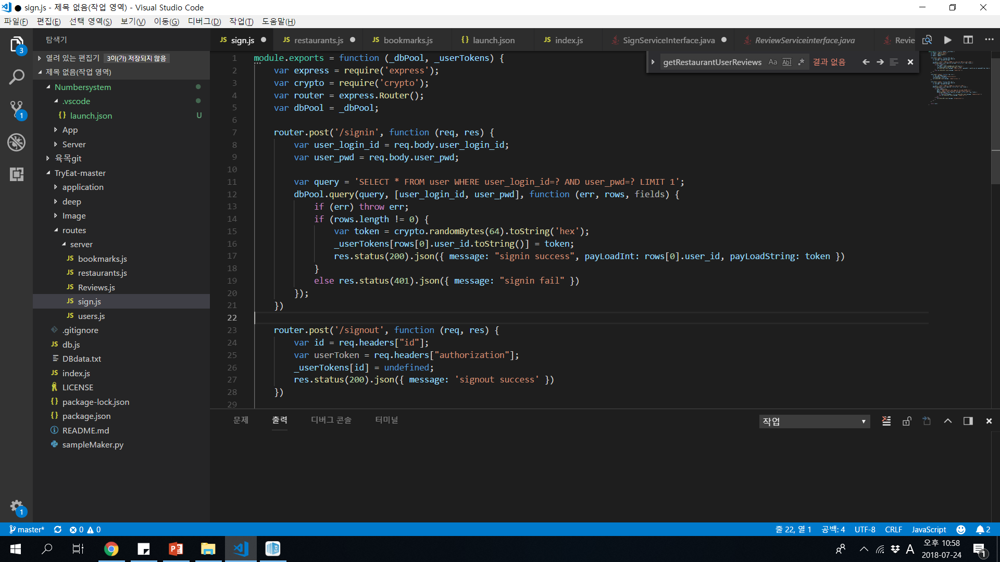 ● sign.js - 제목 없음(작업 영역) - Visual Studio Code
파일(F) 편집(E) 선택 영역(S) 보기(V) 이동(G) 디버그(D) 작업(T) 도움말(H)
탐색기
열려 있는 편집기 3이(가) 저장되지 않음
제목 없음(작업 영역)
Numbersystem
.vscode
{} launch.json U
App
Server
육목git
TryEat-master
application
deep
Image
routes
server
JS bookmarks.js
JS restaurants.js
JS Reviews.js
JS sign.js
JS users.js
.gitignore
JS db.js
DBdata.txt
JS index.js
LICENSE
{} package-lock.json
{} package.json
README.md
sampleMaker.py
3
1
1
JS sign.js ● JS restaurants.js ● JS bookmarks.js {} launch.json JS index.js SignServiceInterface.java ● ReviewServiceinterface.java Revie
getRestaurantUserReviews Aa Abl .* 결과 없음
1 module.exports = function (_dbPool, _userTokens) {
2 var express = require('express');
3 var crypto = require('crypto');
4 var router = express.Router();
5 var dbPool = _dbPool;
6
7 router.post('/signin', function (req, res) {
8 var user_login_id = req.body.user_login_id;
9 var user_pwd = req.body.user_pwd;
10
11 var query = 'SELECT * FROM user WHERE user_login_id=? AND user_pwd=? LIMIT 1';
12 dbPool.query(query, [user_login_id, user_pwd], function (err, rows, fields) {
13 if (err) throw err;
14 if (rows.length != 0) {
15 var token = crypto.randomBytes(64).toString('hex');
16 _userTokens[rows[0].user_id.toString()] = token;
17 res.status(200).json({ message: "signin success", payLoadInt: rows[0].user_id, payLoadString: token })
18 }
19 else res.status(401).json({ message: "signin fail" })
20 });
21 })
22
23 router.post('/signout', function (req, res) {
24 var id = req.headers["id"];
25 var userToken = req.headers["authorization"];
26 _userTokens[id] = undefined;
27 res.status(200).json({ message: 'signout success' })
28 })
29
문제 출력 디버그 콘솔 터미널 작업
master* 0 0 줄 22, 열 1 공백: 4 UTF-8 CRLF JavaScript 2
A 오후 10:58
2018-07-24
1